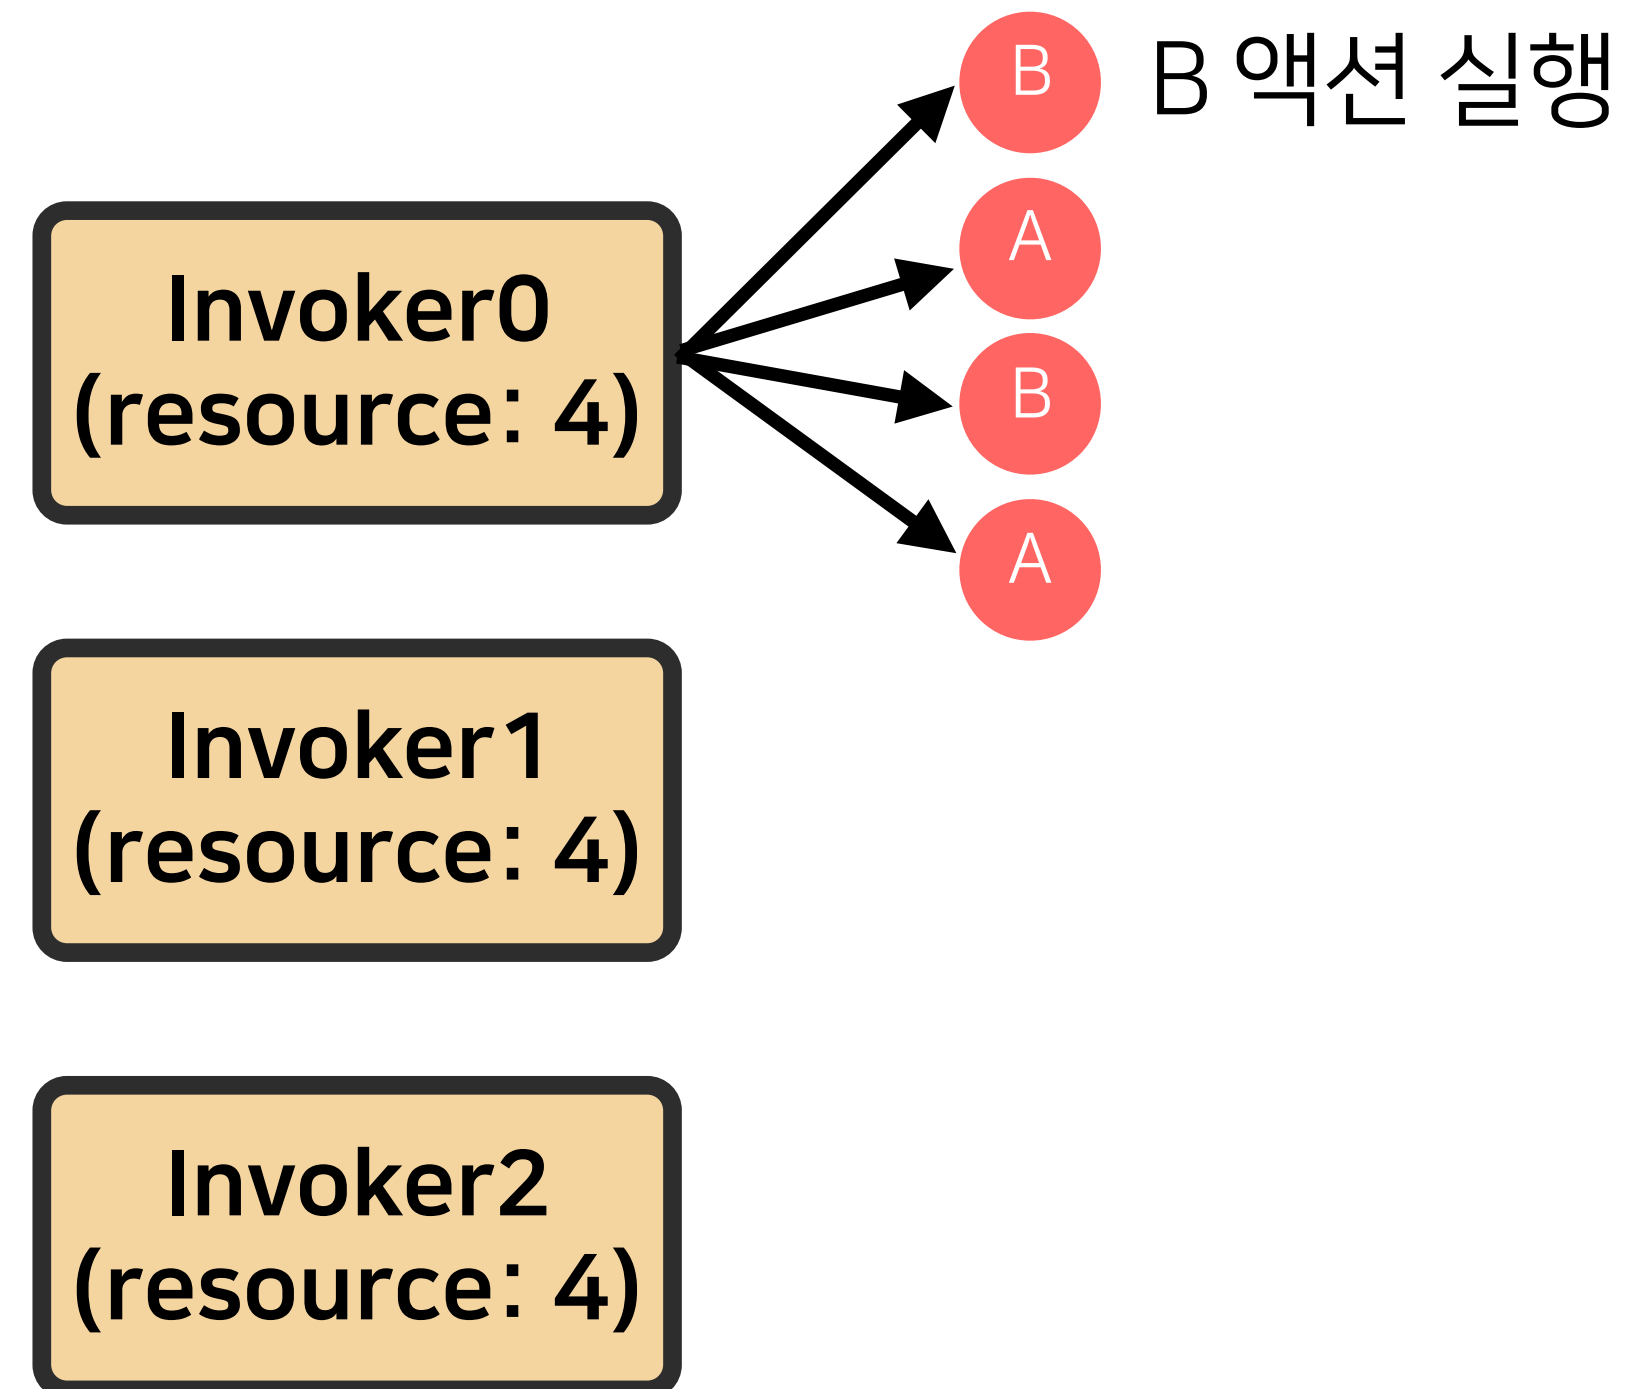 B 액션 실행
B
A
B
A
Invoker0
(resource: 4)
Invoker1
(resource: 4)
Invoker2
(resource: 4)